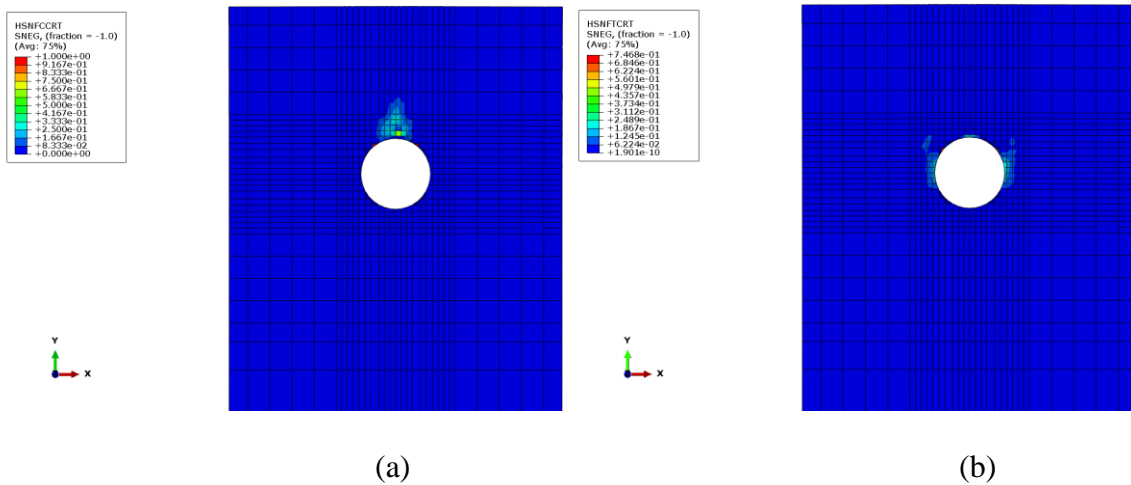 HSNFCCRT
SNEG, (fraction = -1.0)
(Avg: 75%)
+1.000e+00
+9.167e-01
+8.333e-01
+7.500e-01
+6.667e-01
+5.833e-01
+5.000e-01
+4.167e-01
+3.333e-01
+2.500e-01
+1.667e-01
+8.333e-02
+0.000e+00
Y
X
HSNFTCRT
SNEG, (fraction = -1.0)
(Avg: 75%)
+7.468e-01
+6.846e-01
+6.224e-01
+5.601e-01
+4.979e-01
+4.357e-01
+3.734e-01
+3.112e-01
+2.489e-01
+1.867e-01
+1.245e-01
+6.224e-02
+1.901e-10
Y
X
(a)
(b)